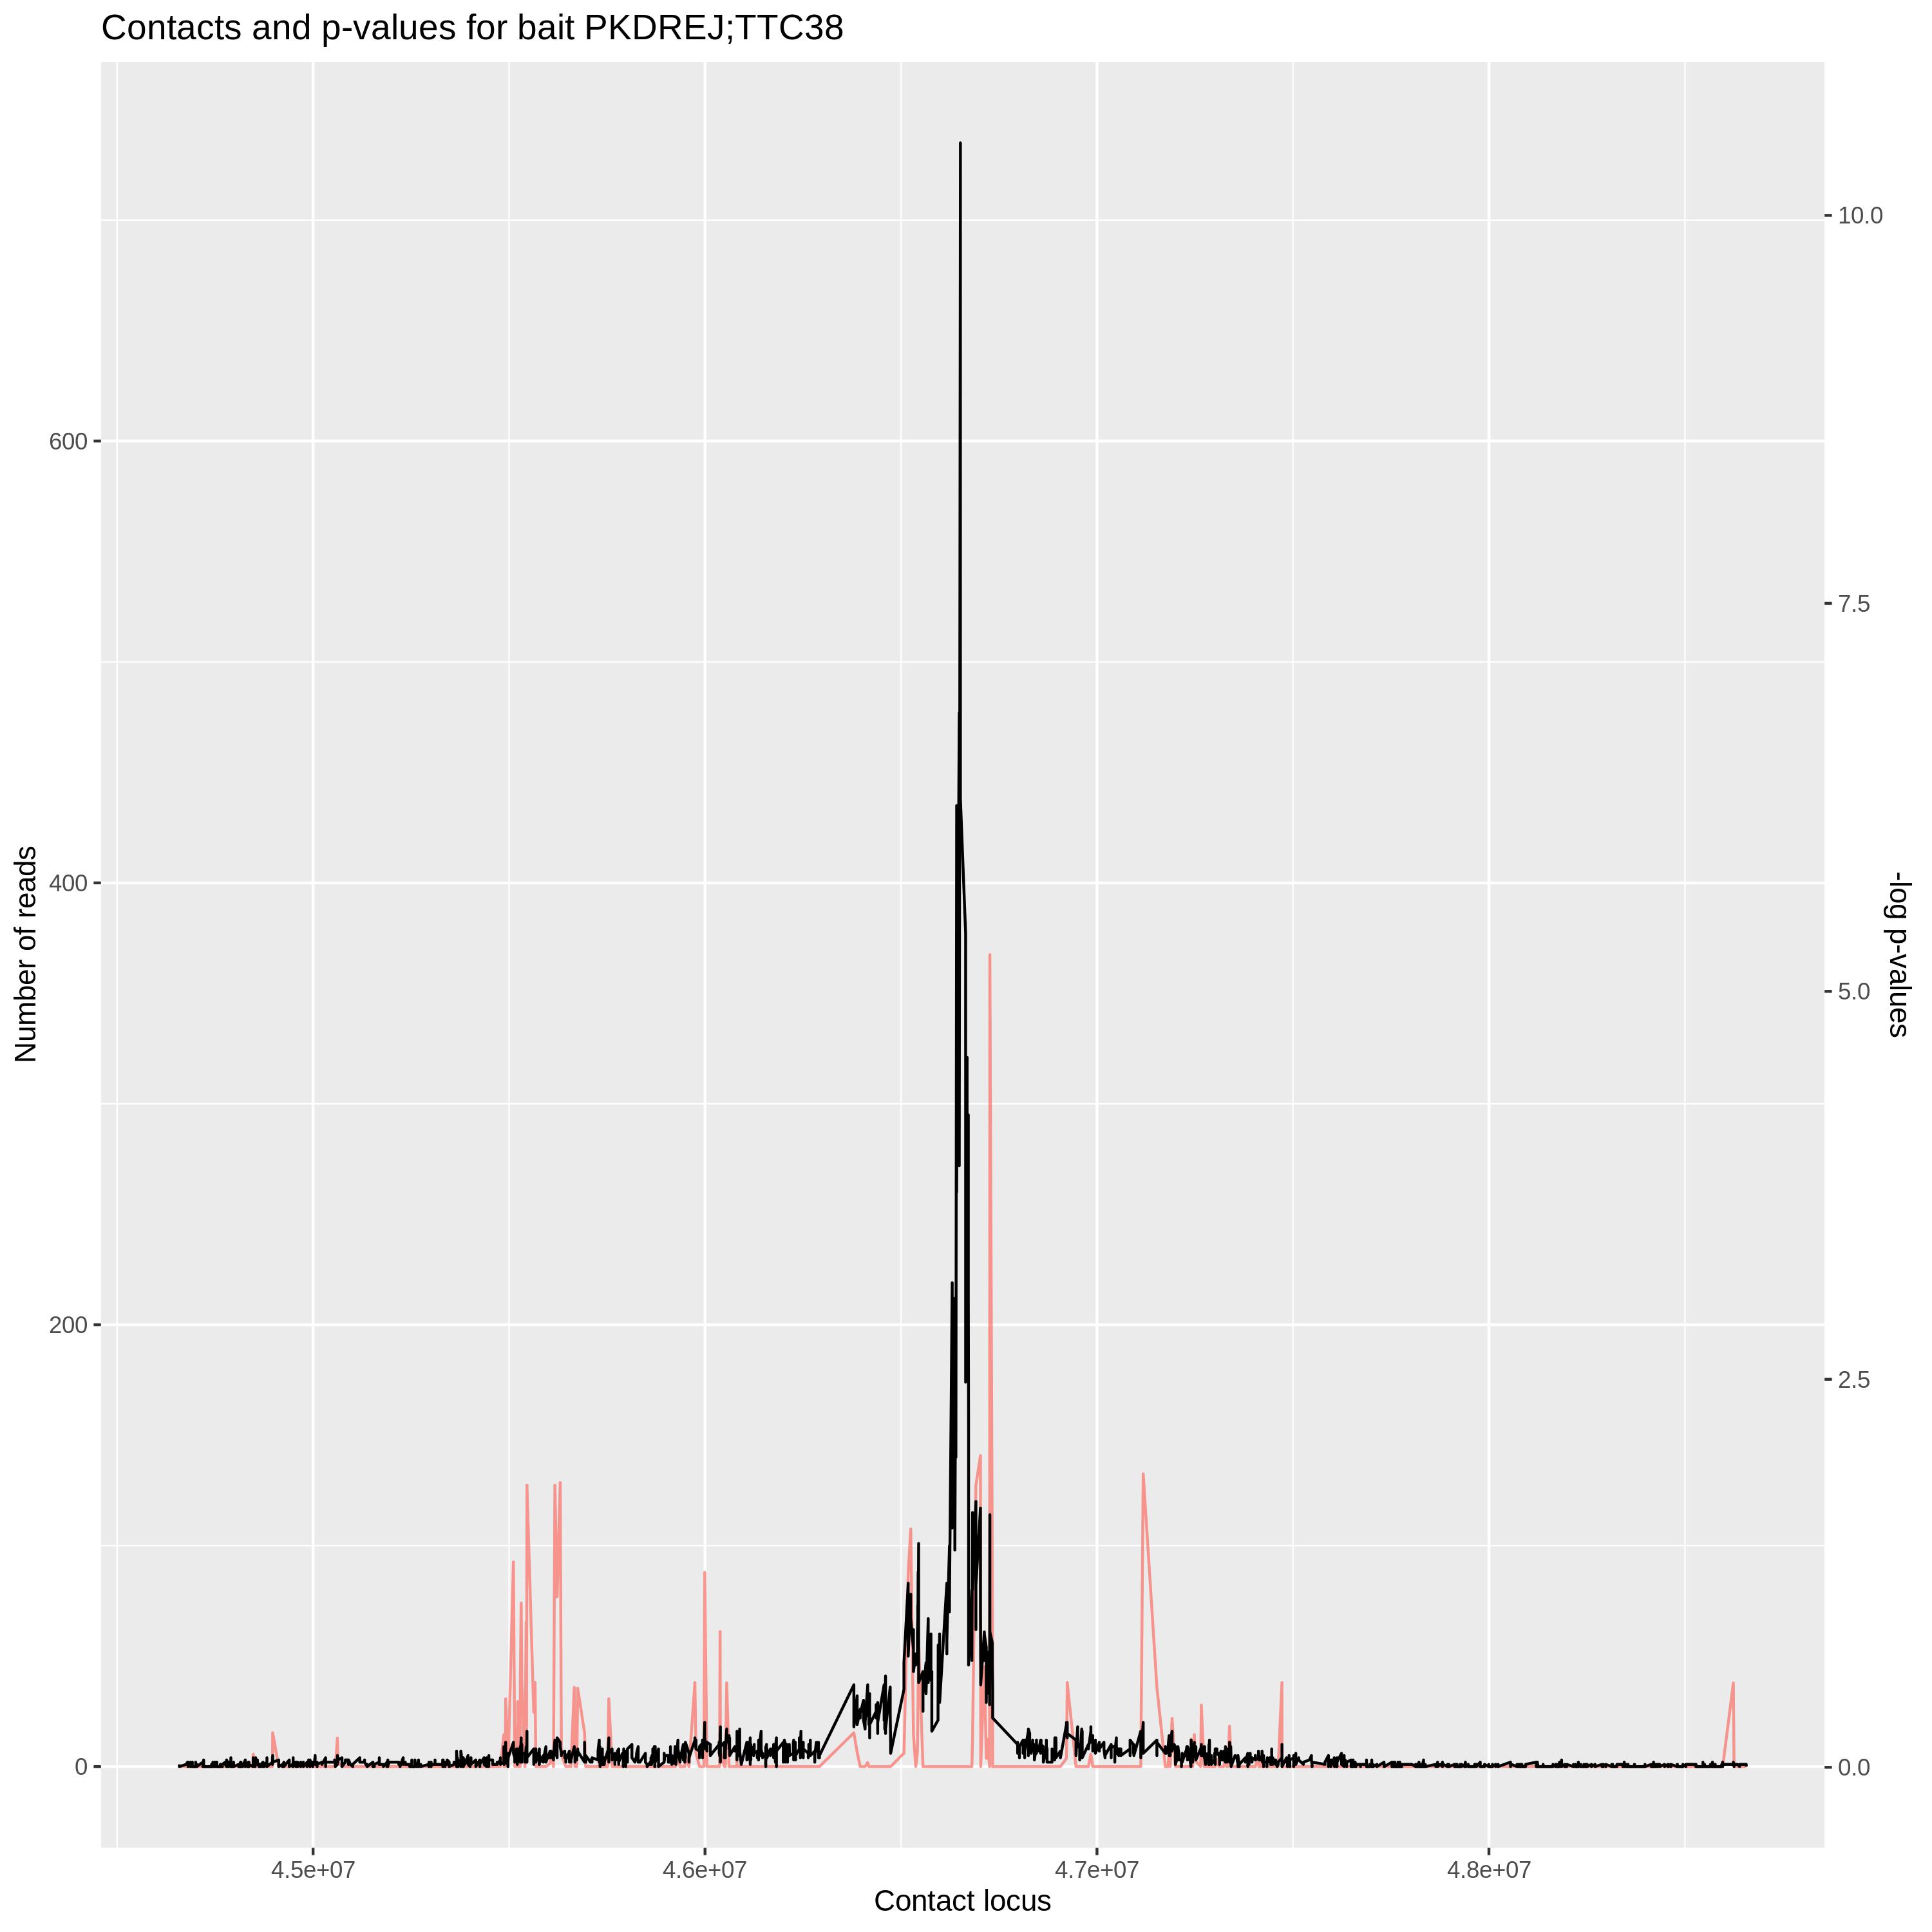 Contacts and p-values for bait PKDREJ;TTC38
Number of reads
600
400
200
0
10.0
7.5
5.0
2.5
0.0
-log p-values
4.5e+07 4.6e+07 4.7e+07 4.8e+07
Contact locus